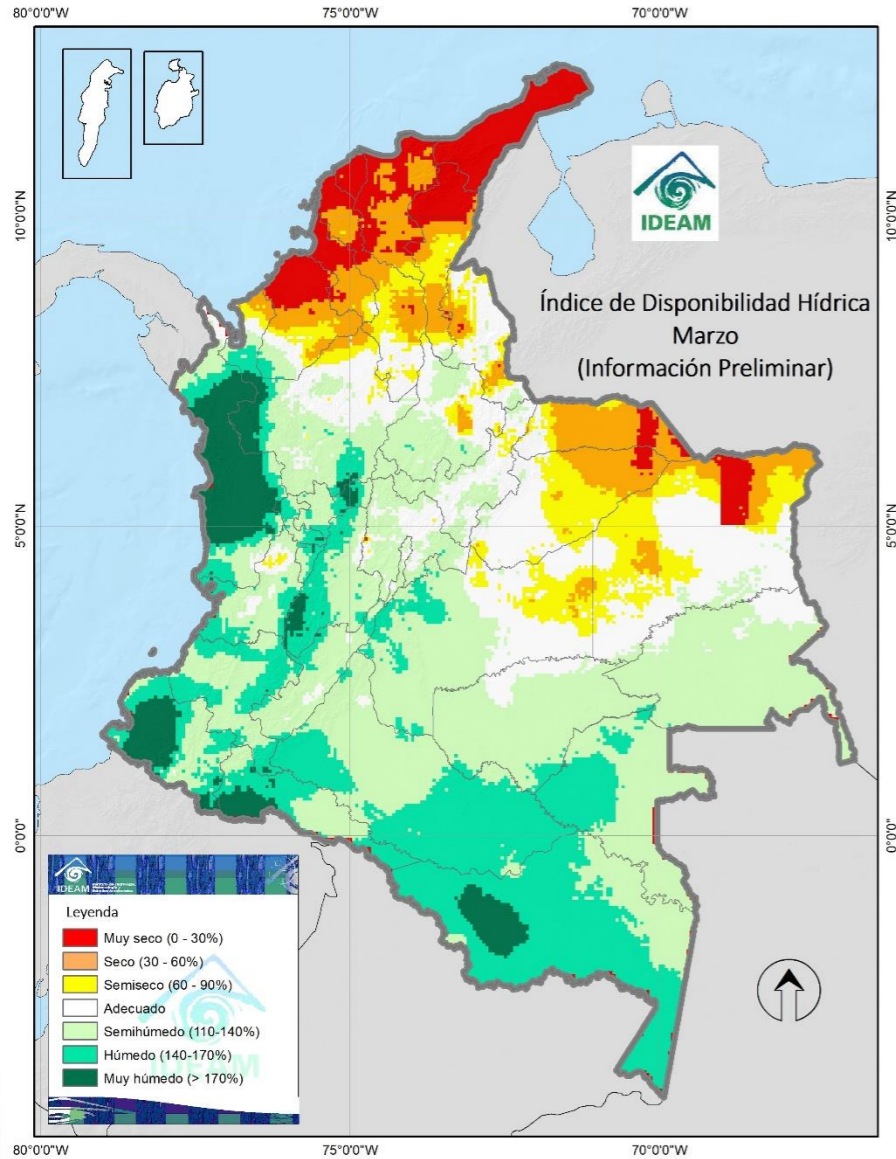 80°0'0"W
75°0'0"W
70°0'0"W
10°0'0"N
10°0'0"N
IDEAM
Índice de Disponibilidad Hídrica
Marzo
(Información Preliminar)
5°0'0"N
5°0'0"N
0°0'0"
0°0'0"
IDEAM
Leyenda
Muy seco (0 - 30%)
Seco (30 - 60%)
Semiseco (60 - 90%)
Adecuado
Semihúmedo (110-140%)
Húmedo (140-170%)
Muy húmedo (> 170%)
IDEAM
80°0'0"W
75°0'0"W
70°0'0"W